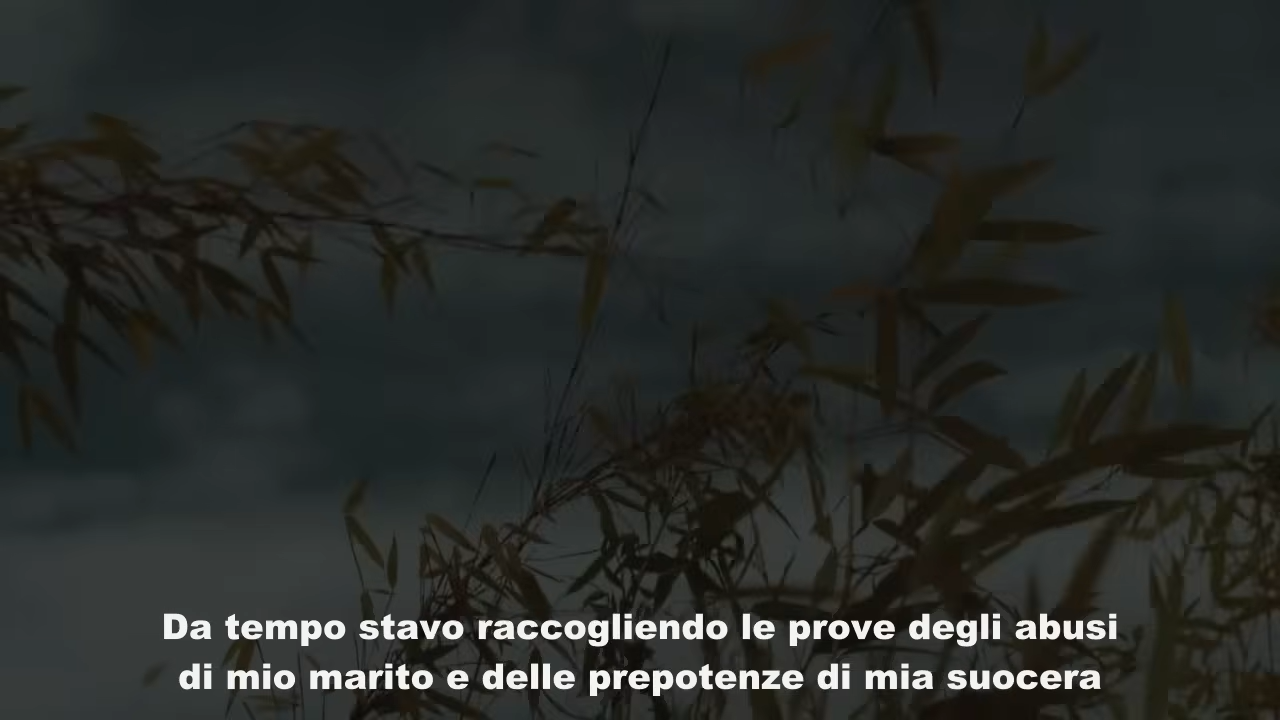 Da tempo stavo raccogliendo le prove degli abusi
di mio marito e delle prepotenze di mia suocera